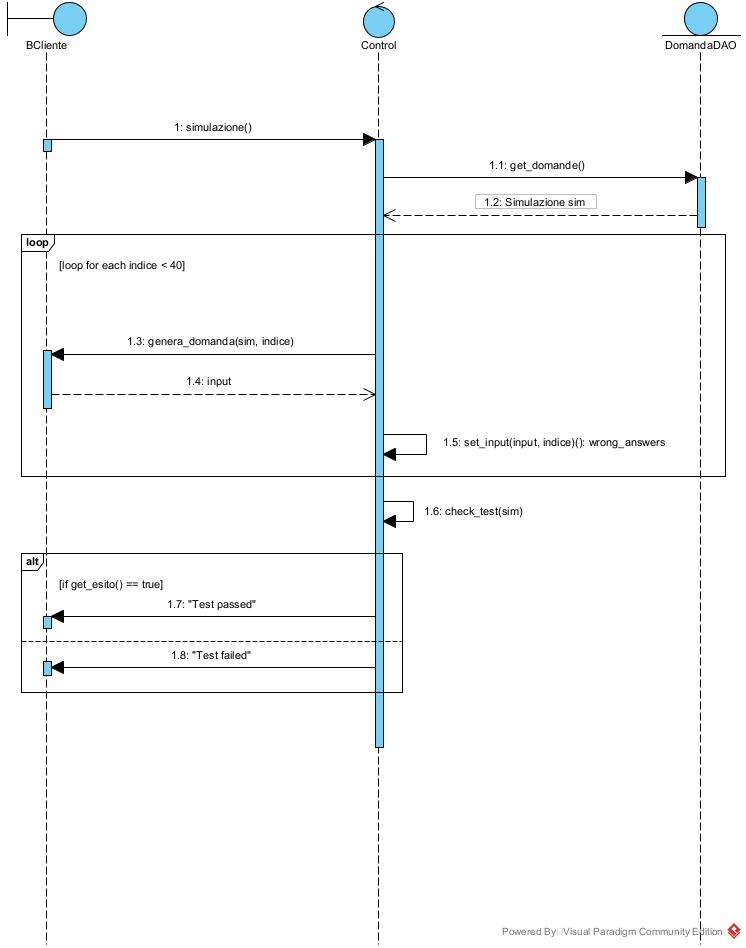 BCliente
Control
DomandaDAO
1: simulazione()
1.1: get_domande()
1.2: Simulazione sim
loop
[loop for each indice < 40]
1.3: genera_domanda(sim, indice)
1.4: input
1.5: set_input(input, indice)(): wrong_answers
1.6: check_test(sim)
alt
[if get_esito() == true]
1.7: "Test passed"
1.8: "Test failed"
Powered By Visual Paradigm Community Edition